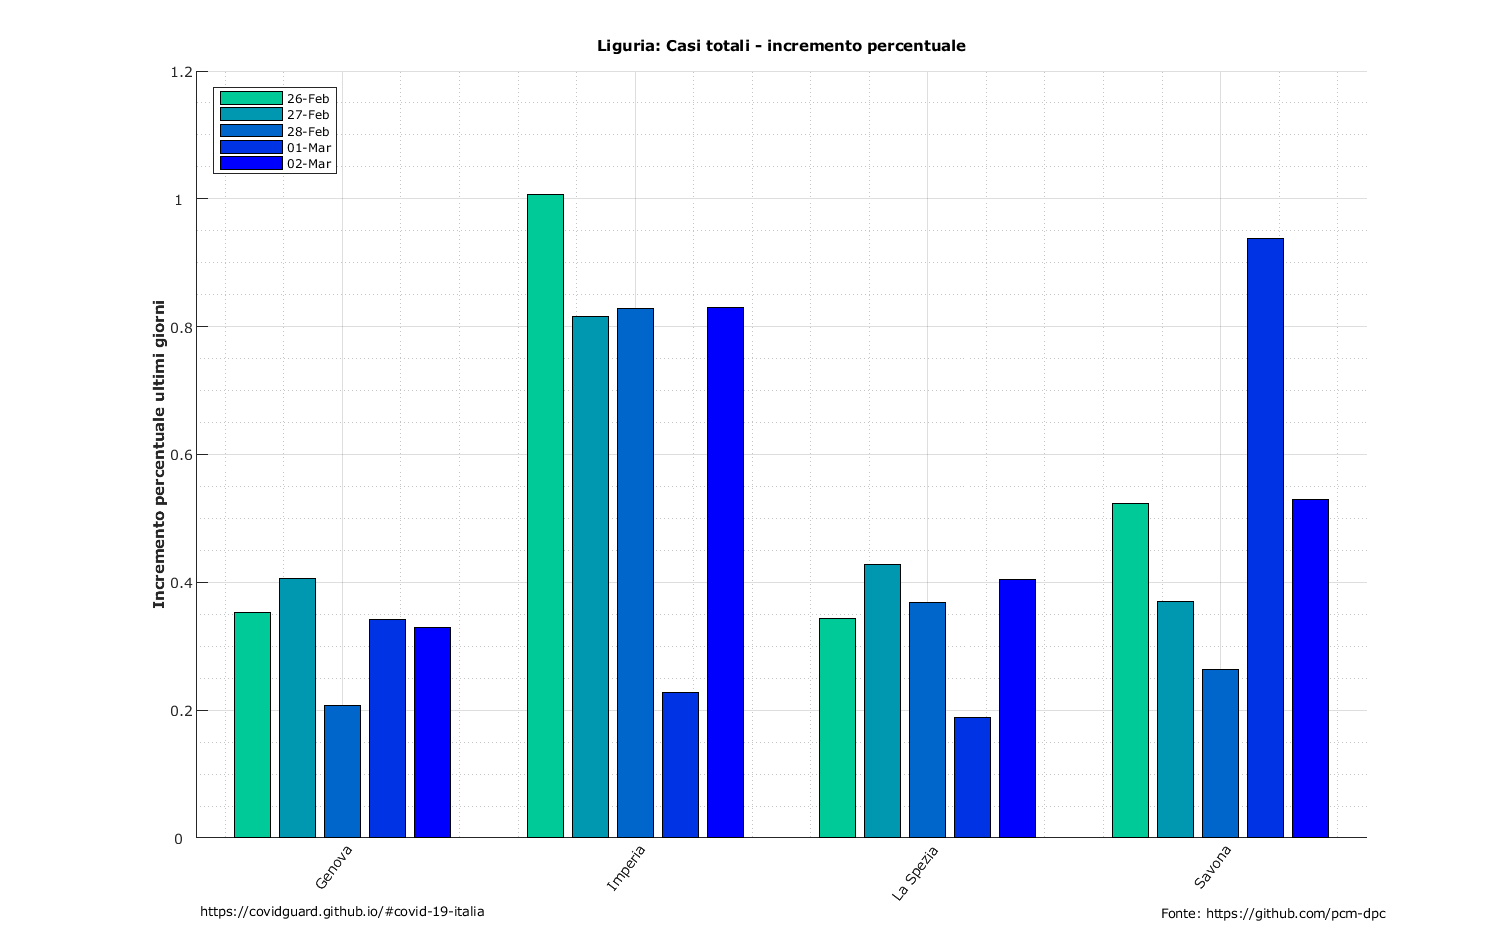 Liguria: Casi totali - incremento percentuale
Incremento percentuale ultimi giorni
1.2
1
0.8
0.6
0.4
0.2
0
26-Feb
27-Feb
28-Feb
01-Mar
02-Mar
Genova
Imperia
La Spezia
Savona
https://covidguard.github.io/#covid-19-italia
Fonte: https://github.com/pcm-dpc